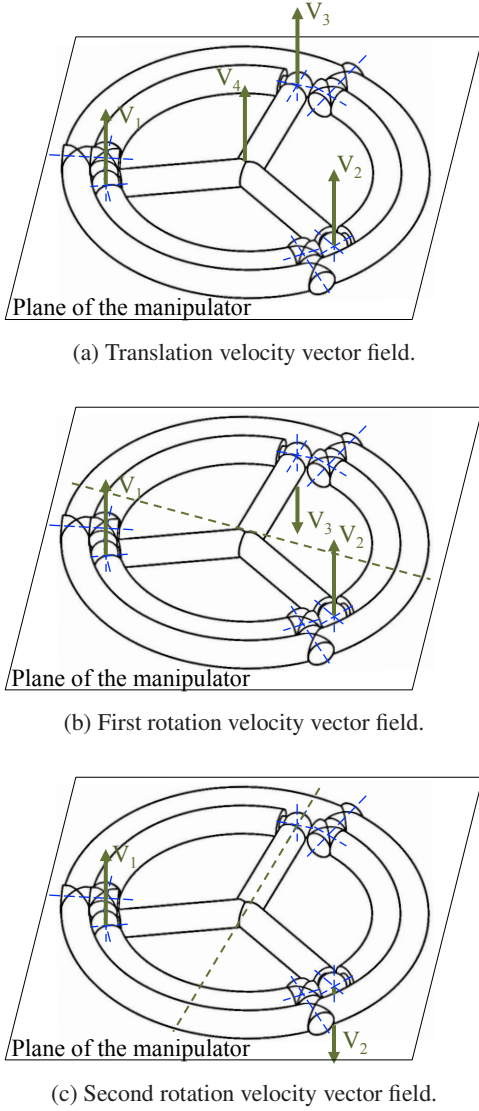 V3
V4
V1
V2
Plane of the manipulator
(a) Translation velocity vector field.
V1
V3
V2
Plane of the manipulator
(b) First rotation velocity vector field.
V1
V2
Plane of the manipulator
(c) Second rotation velocity vector field.